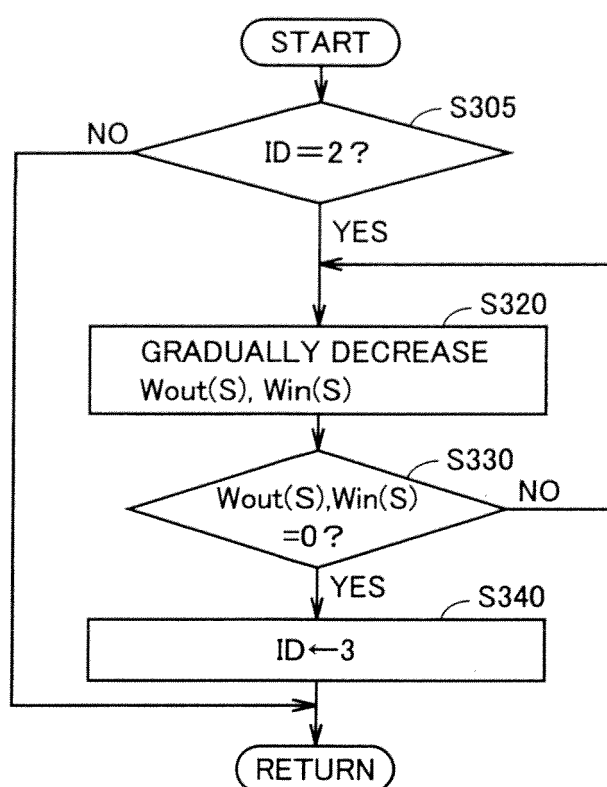 START
S305
NO
ID=2?
YES
S320
GRADUALLY DECREASE
Wout(S), Win(S)
S330
Wout(S),Win(S)
NO
=0?
YES
S340
ID←3
RETURN